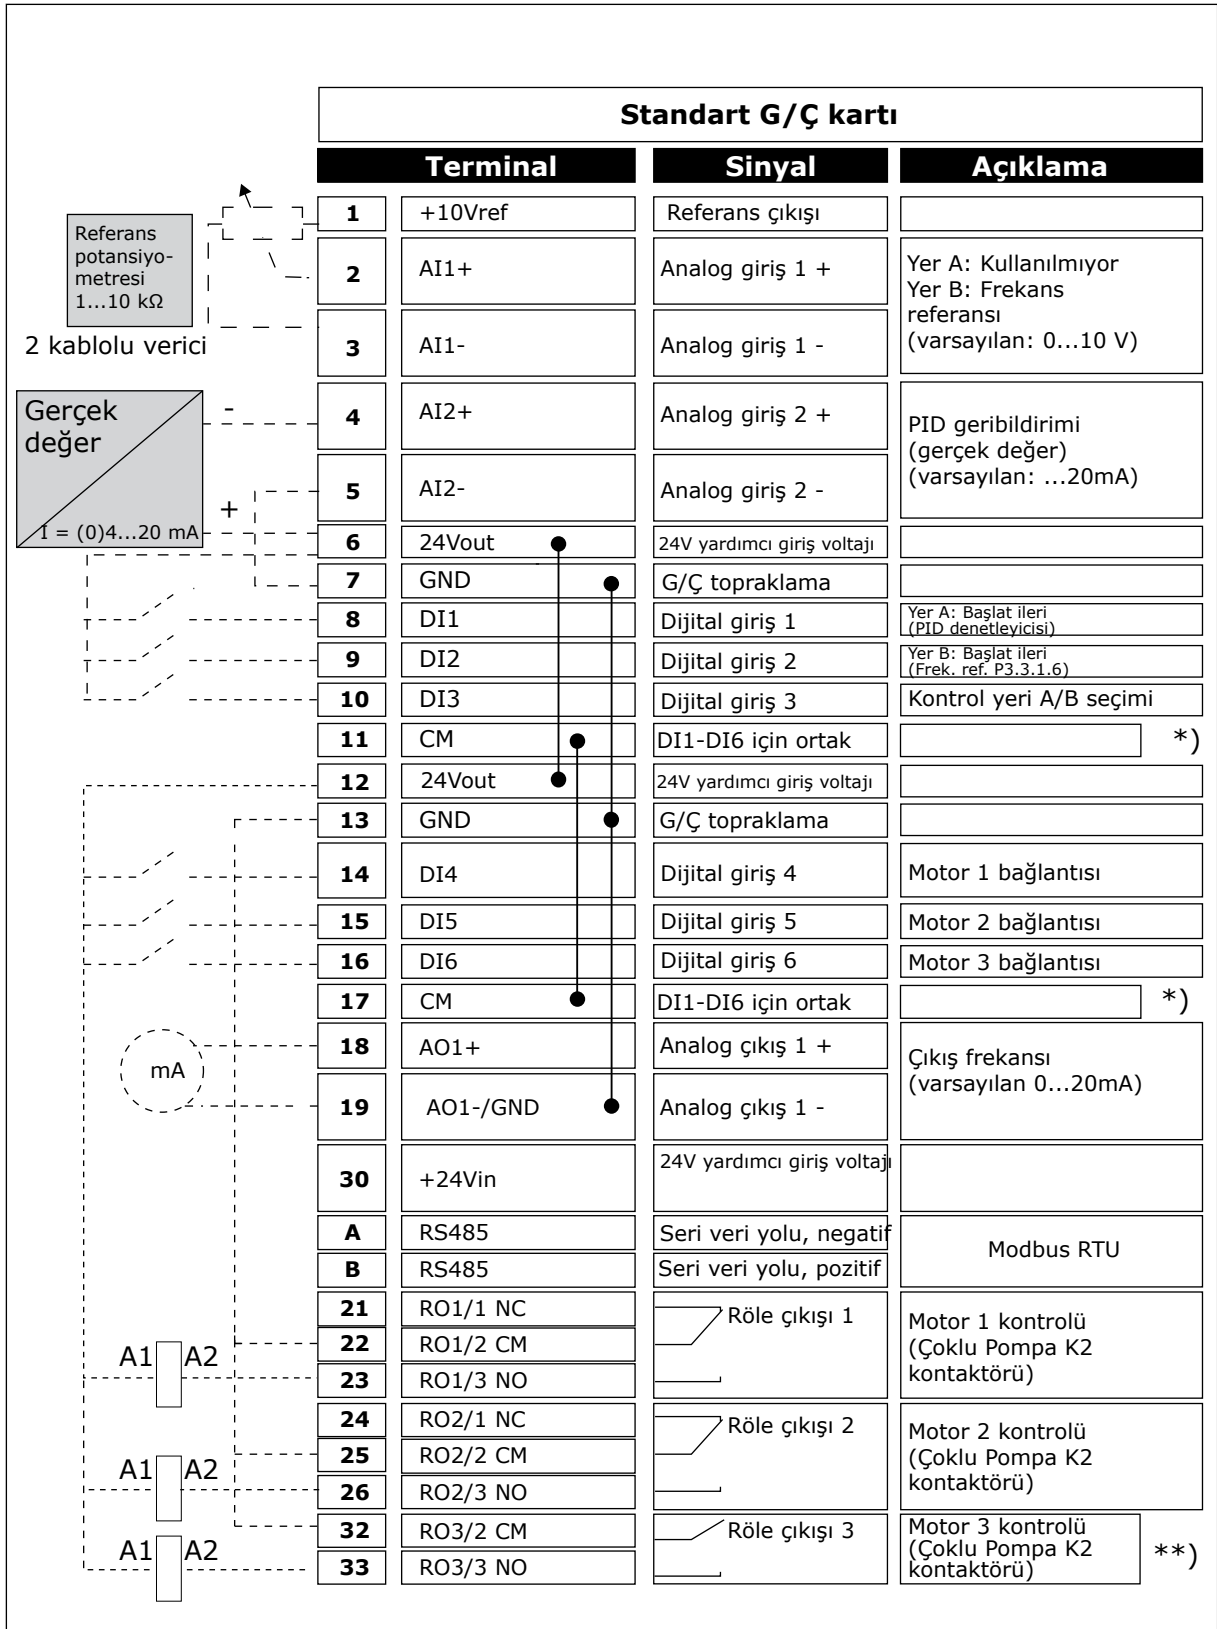 Standart G/Ç kartı
Terminal Sinyal Açıklama
Referans
potansiyo-
metresi
1...10 kΩ
2 kablolu verici
Gerçek
değer
-
+
I = (0)4...20 mA
1 +10Vref Referans çıkışı
2 AI1+ Analog giriş 1 +
3 AI1- Analog giriş 1 -
Yer A: Kullanılmıyor
Yer B: Frekans
referansı
(varsayılan: 0...10 V)
4 AI2+ Analog giriş 2 +
5 AI2- Analog giriş 2 -
PID geribildirimi
(gerçek değer)
(varsayılan: ...20mA)
6 24Vout 24V yardımcı giriş voltajı
7 GND G/Ç topraklama
8 DI1 Dijital giriş 1
Yer A: Başlat ileri
(PID denetleyicisi)
9 DI2 Dijital giriş 2
Yer B: Başlat ileri
(Frek. ref. P3.3.1.6)
10 DI3 Dijital giriş 3 Kontrol yeri A/B seçimi
11 CM DI1-DI6 için ortak *)
12 24Vout 24V yardımcı giriş voltajı
13 GND G/Ç topraklama
14 DI4 Dijital giriş 4 Motor 1 bağlantısı
15 DI5 Dijital giriş 5 Motor 2 bağlantısı
16 DI6 Dijital giriş 6 Motor 3 bağlantısı
17 CM DI1-DI6 için ortak *)
mA
18 AO1+ Analog çıkış 1 +
19 AO1-/GND Analog çıkış 1 -
Çıkış frekansı
(varsayılan 0...20mA)
30 +24Vin 24V yardımcı giriş voltajı
A RS485 Seri veri yolu, negatif
B RS485 Seri veri yolu, pozitif
Modbus RTU
21 RO1/1 NC Röle çıkışı 1
22 RO1/2 CM
A1 A2
23 RO1/3 NO
Motor 1 kontrolü
(Çoklu Pompa K2
kontaktörü)
24 RO2/1 NC Röle çıkışı 2
25 RO2/2 CM
A1 A2
26 RO2/3 NO
Motor 2 kontrolü
(Çoklu Pompa K2
kontaktörü)
32 RO3/2 CM Röle çıkışı 3
A1 A2
33 RO3/3 NO
Motor 3 kontrolü
(Çoklu Pompa K2
kontaktörü)
**)